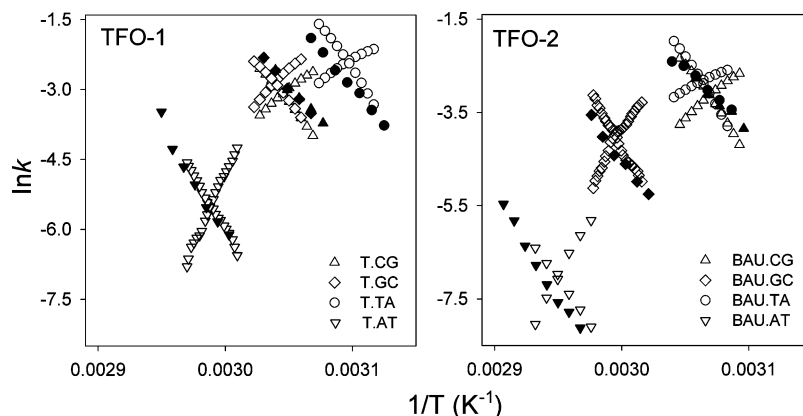 TFO-1
TFO-2
-1.5
-3.0
-4.5
-6.0
-7.5
-1.5
-3.5
-5.5
-7.5
lnk
T.CG
T.GC
T.TA
T.AT
BAU.CG
BAU.GC
BAU.TA
BAU.AT
0.0029 0.0030 0.0031
0.0029 0.0030 0.0031
1/T (K⁻¹)